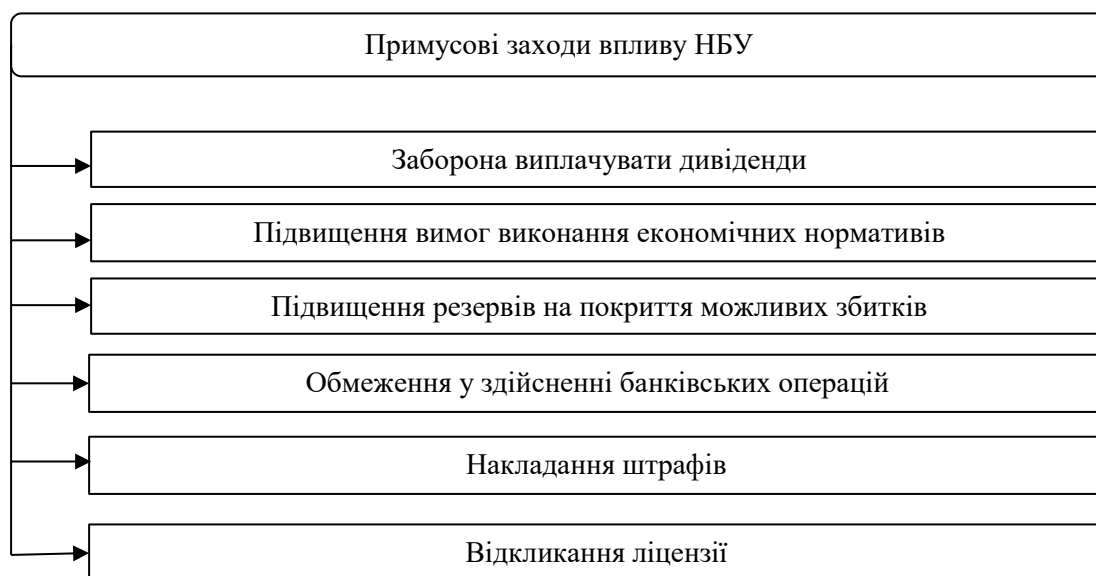 Примусові заходи впливу НБУ
Заборона виплачувати дивіденди
Підвищення вимог виконання економічних нормативів
Підвищення резервів на покриття можливих збитків
Обмеження у здійсненні банківських операцій
Накладання штрафів
Відкликання ліцензії